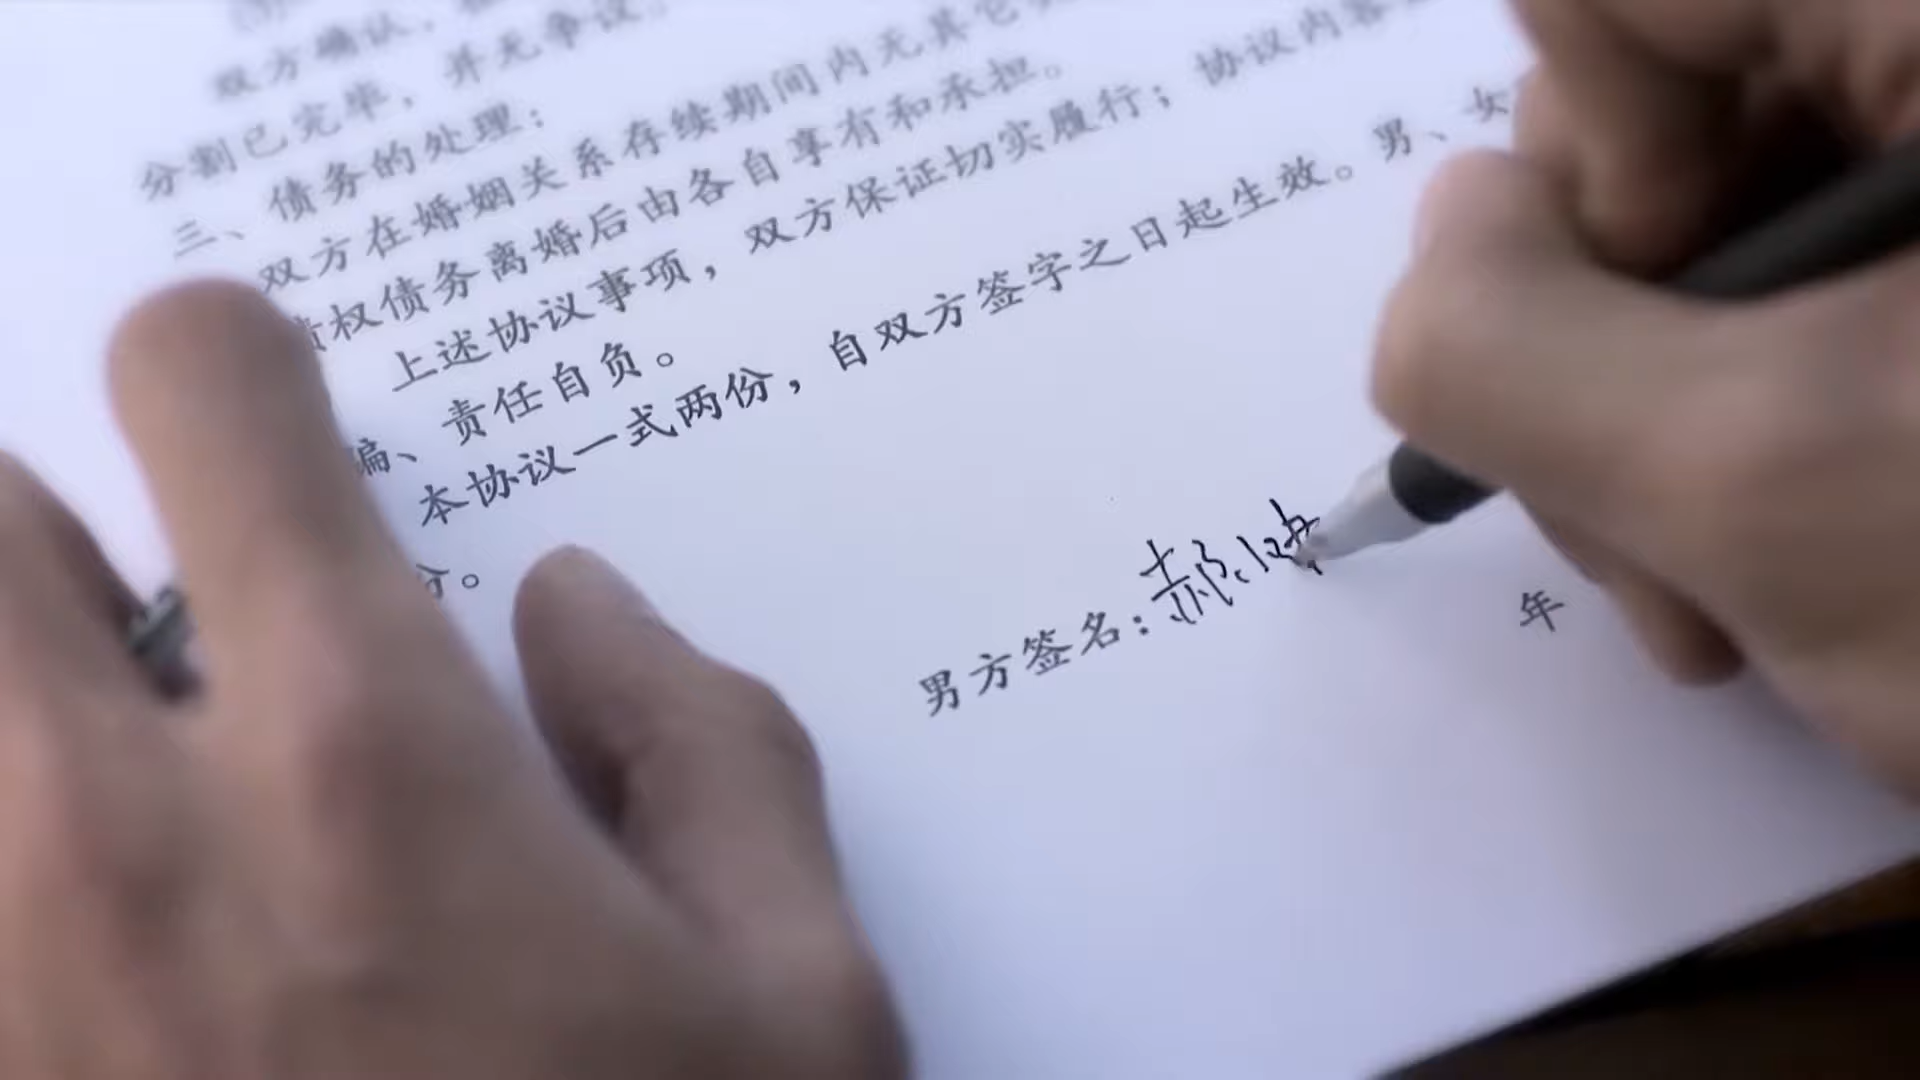 双方确认,
分割已完毕,并无争议。
三、债务的处理:
双方在婚姻关系存续期间内无其它
债权债务离婚后由各自享有和承担。
上述协议事项,双方保证切实履行;协议内容
骗、责任自负。
本协议一式两份,自双方签字之日起生效。男、女
分。
男方签名:郝
年